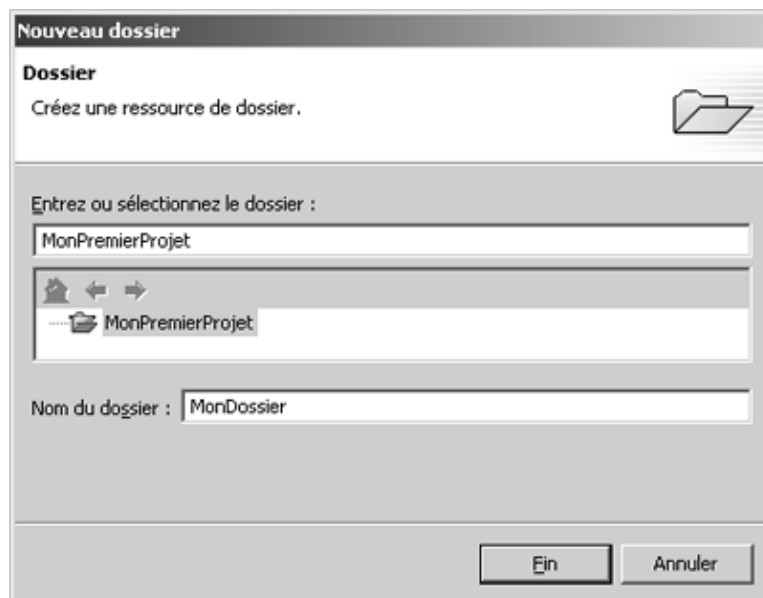 Nouveau dossier
Dossier
Créez une ressource de dossier.
Entrez ou sélectionnez le dossier :
MonPremierProjet
MonPremierProjet
Nom du dossier : MonDossier
Fin Annuler